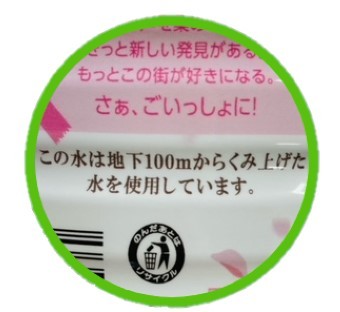 きっと新しい発見がある。
もっとこの街が好きになる。
さぁ、ごいっしょに!
この水は地下100mからくみ上げた
水を使用しています。
のんだあとは
リサイクル